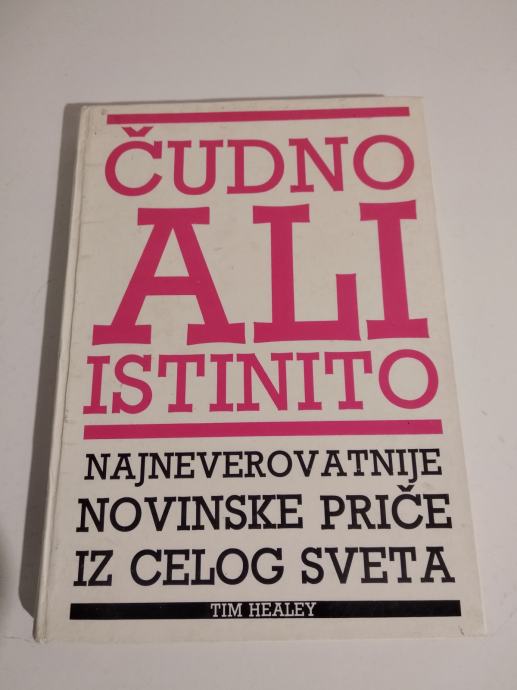 ČUDNO
ALI
ISTINITO
NAJNEVEROVATNIJE
NOVINSKE PRIČE
IZ CELOG SVETA
TIM HEALEY